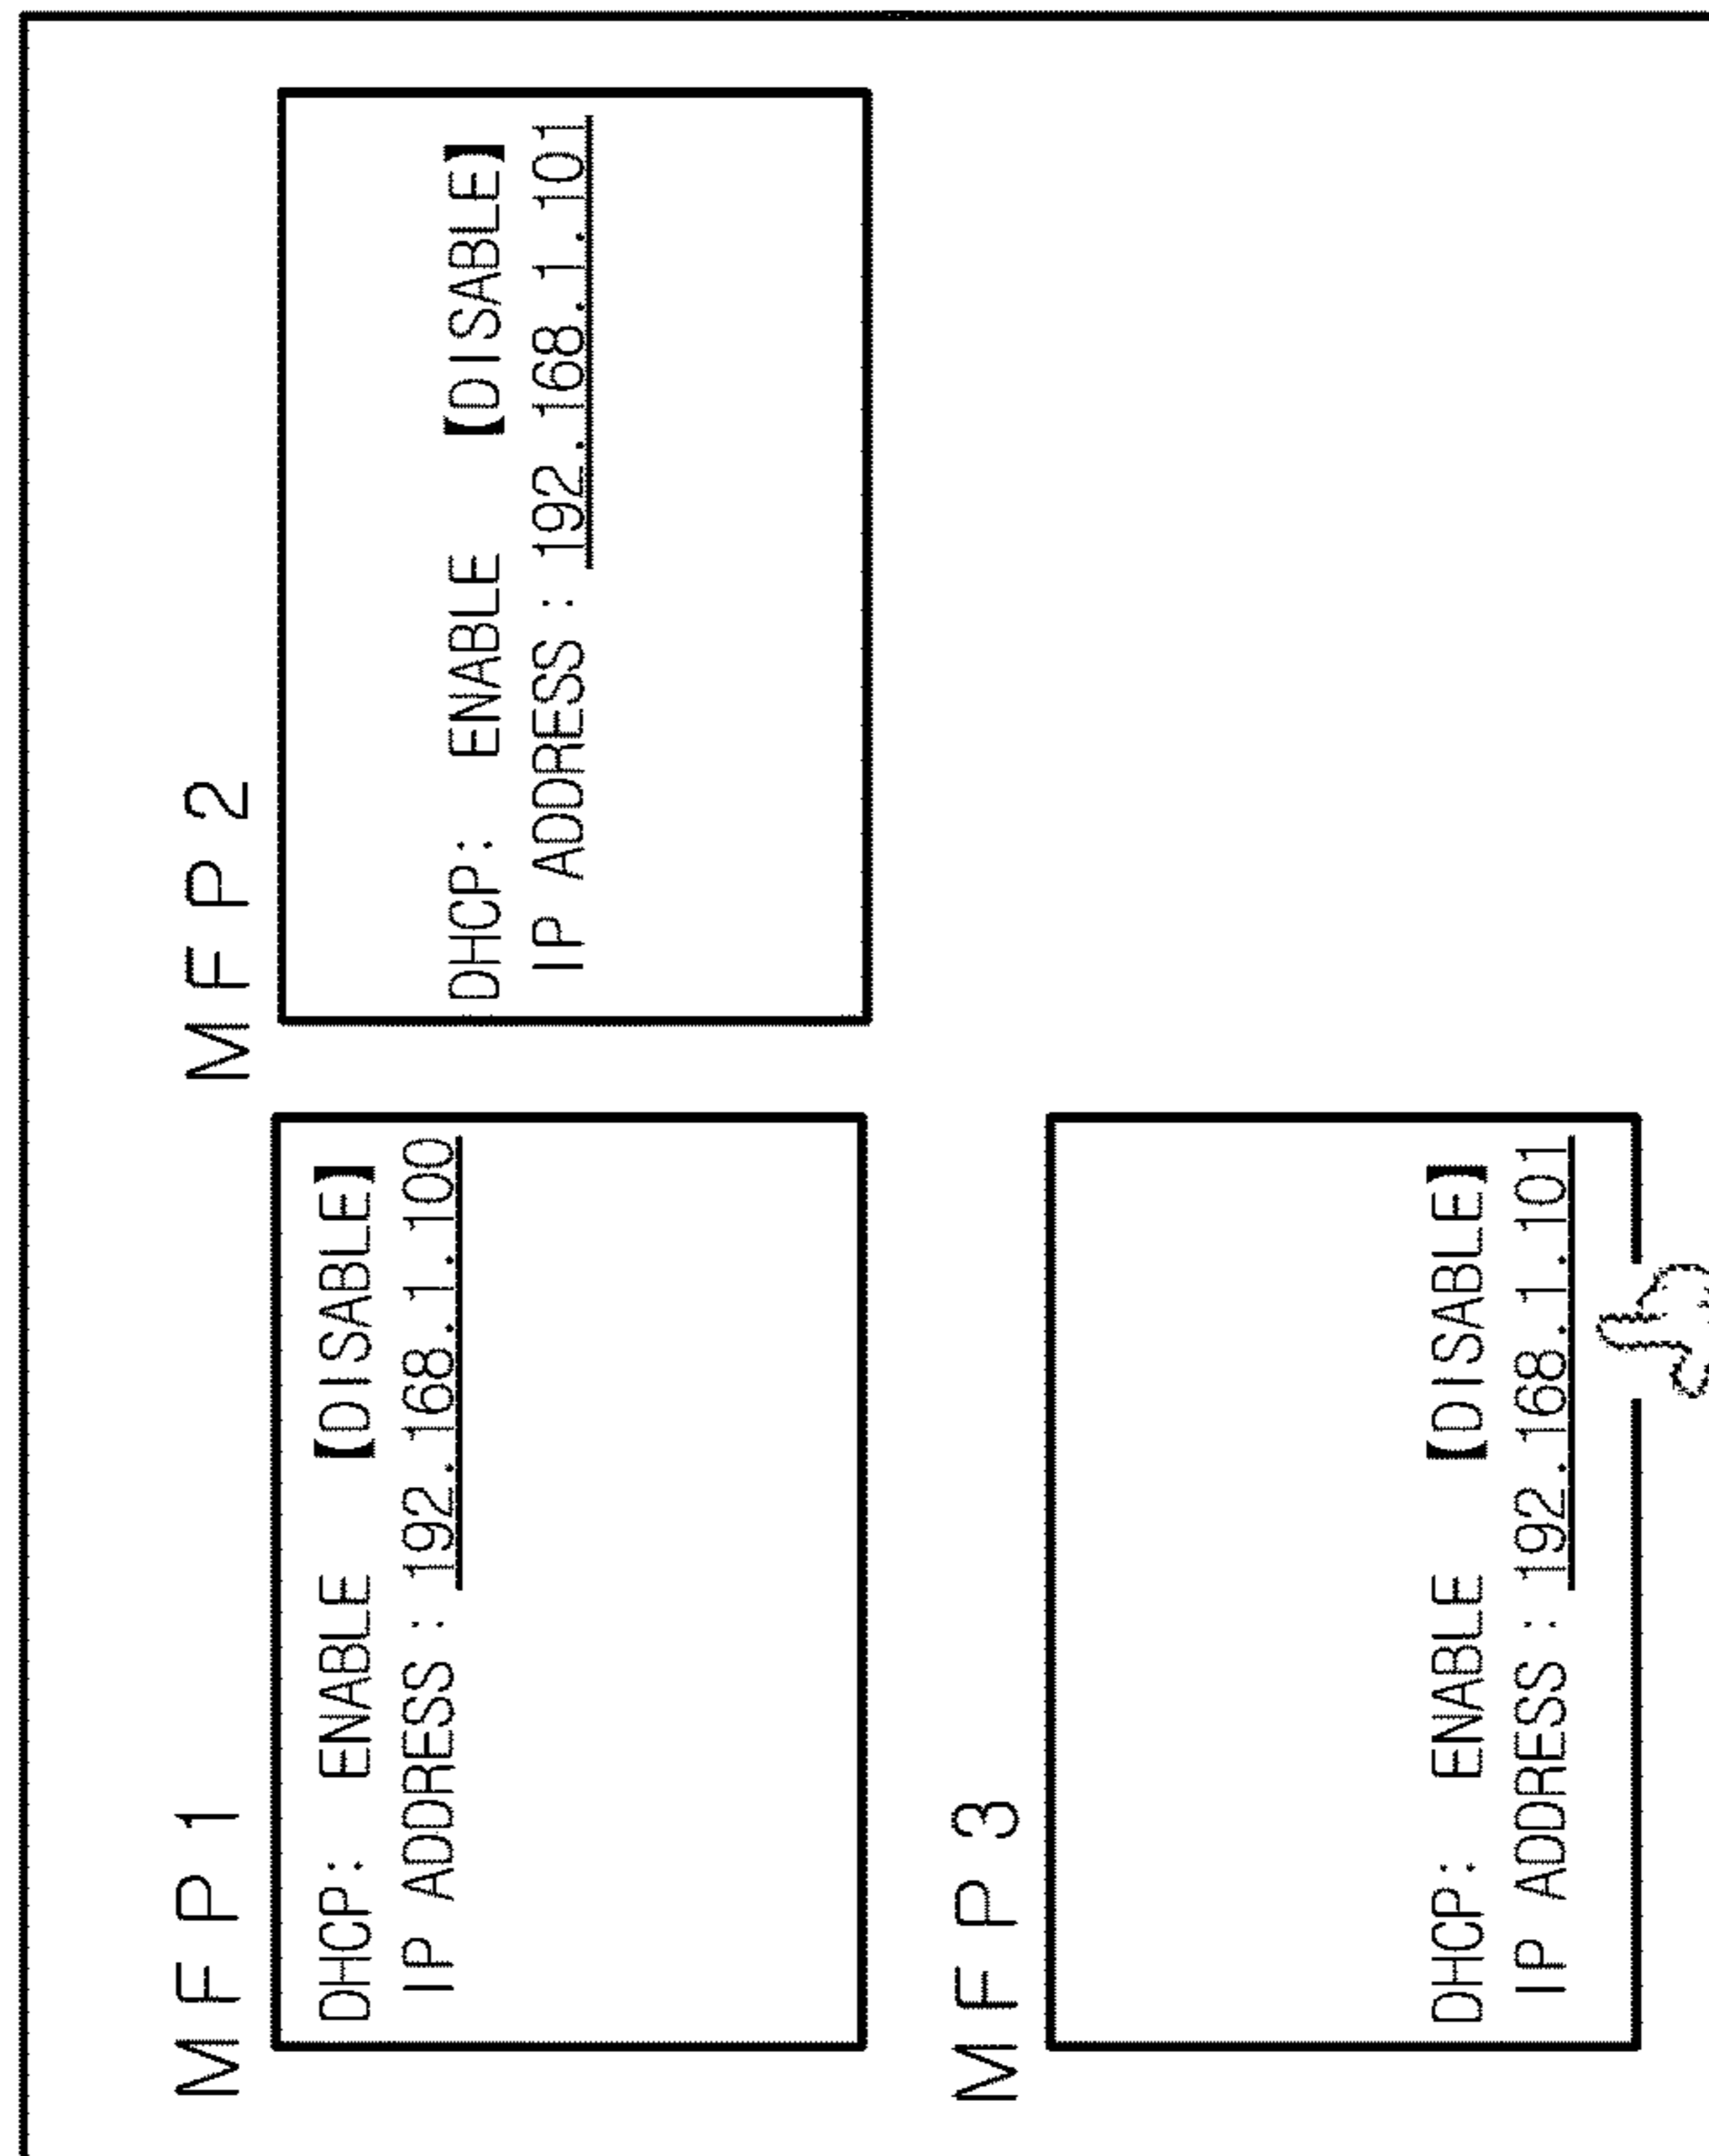 MFP1
DHCP: ENABLE 【DISABLE】
IP ADDRESS : 192.168.1.100
MFP2
DHCP: ENABLE 【DISABLE】
IP ADDRESS : 192.168.1.101
MFP3
DHCP: ENABLE 【DISABLE】
IP ADDRESS : 192.168.1.101